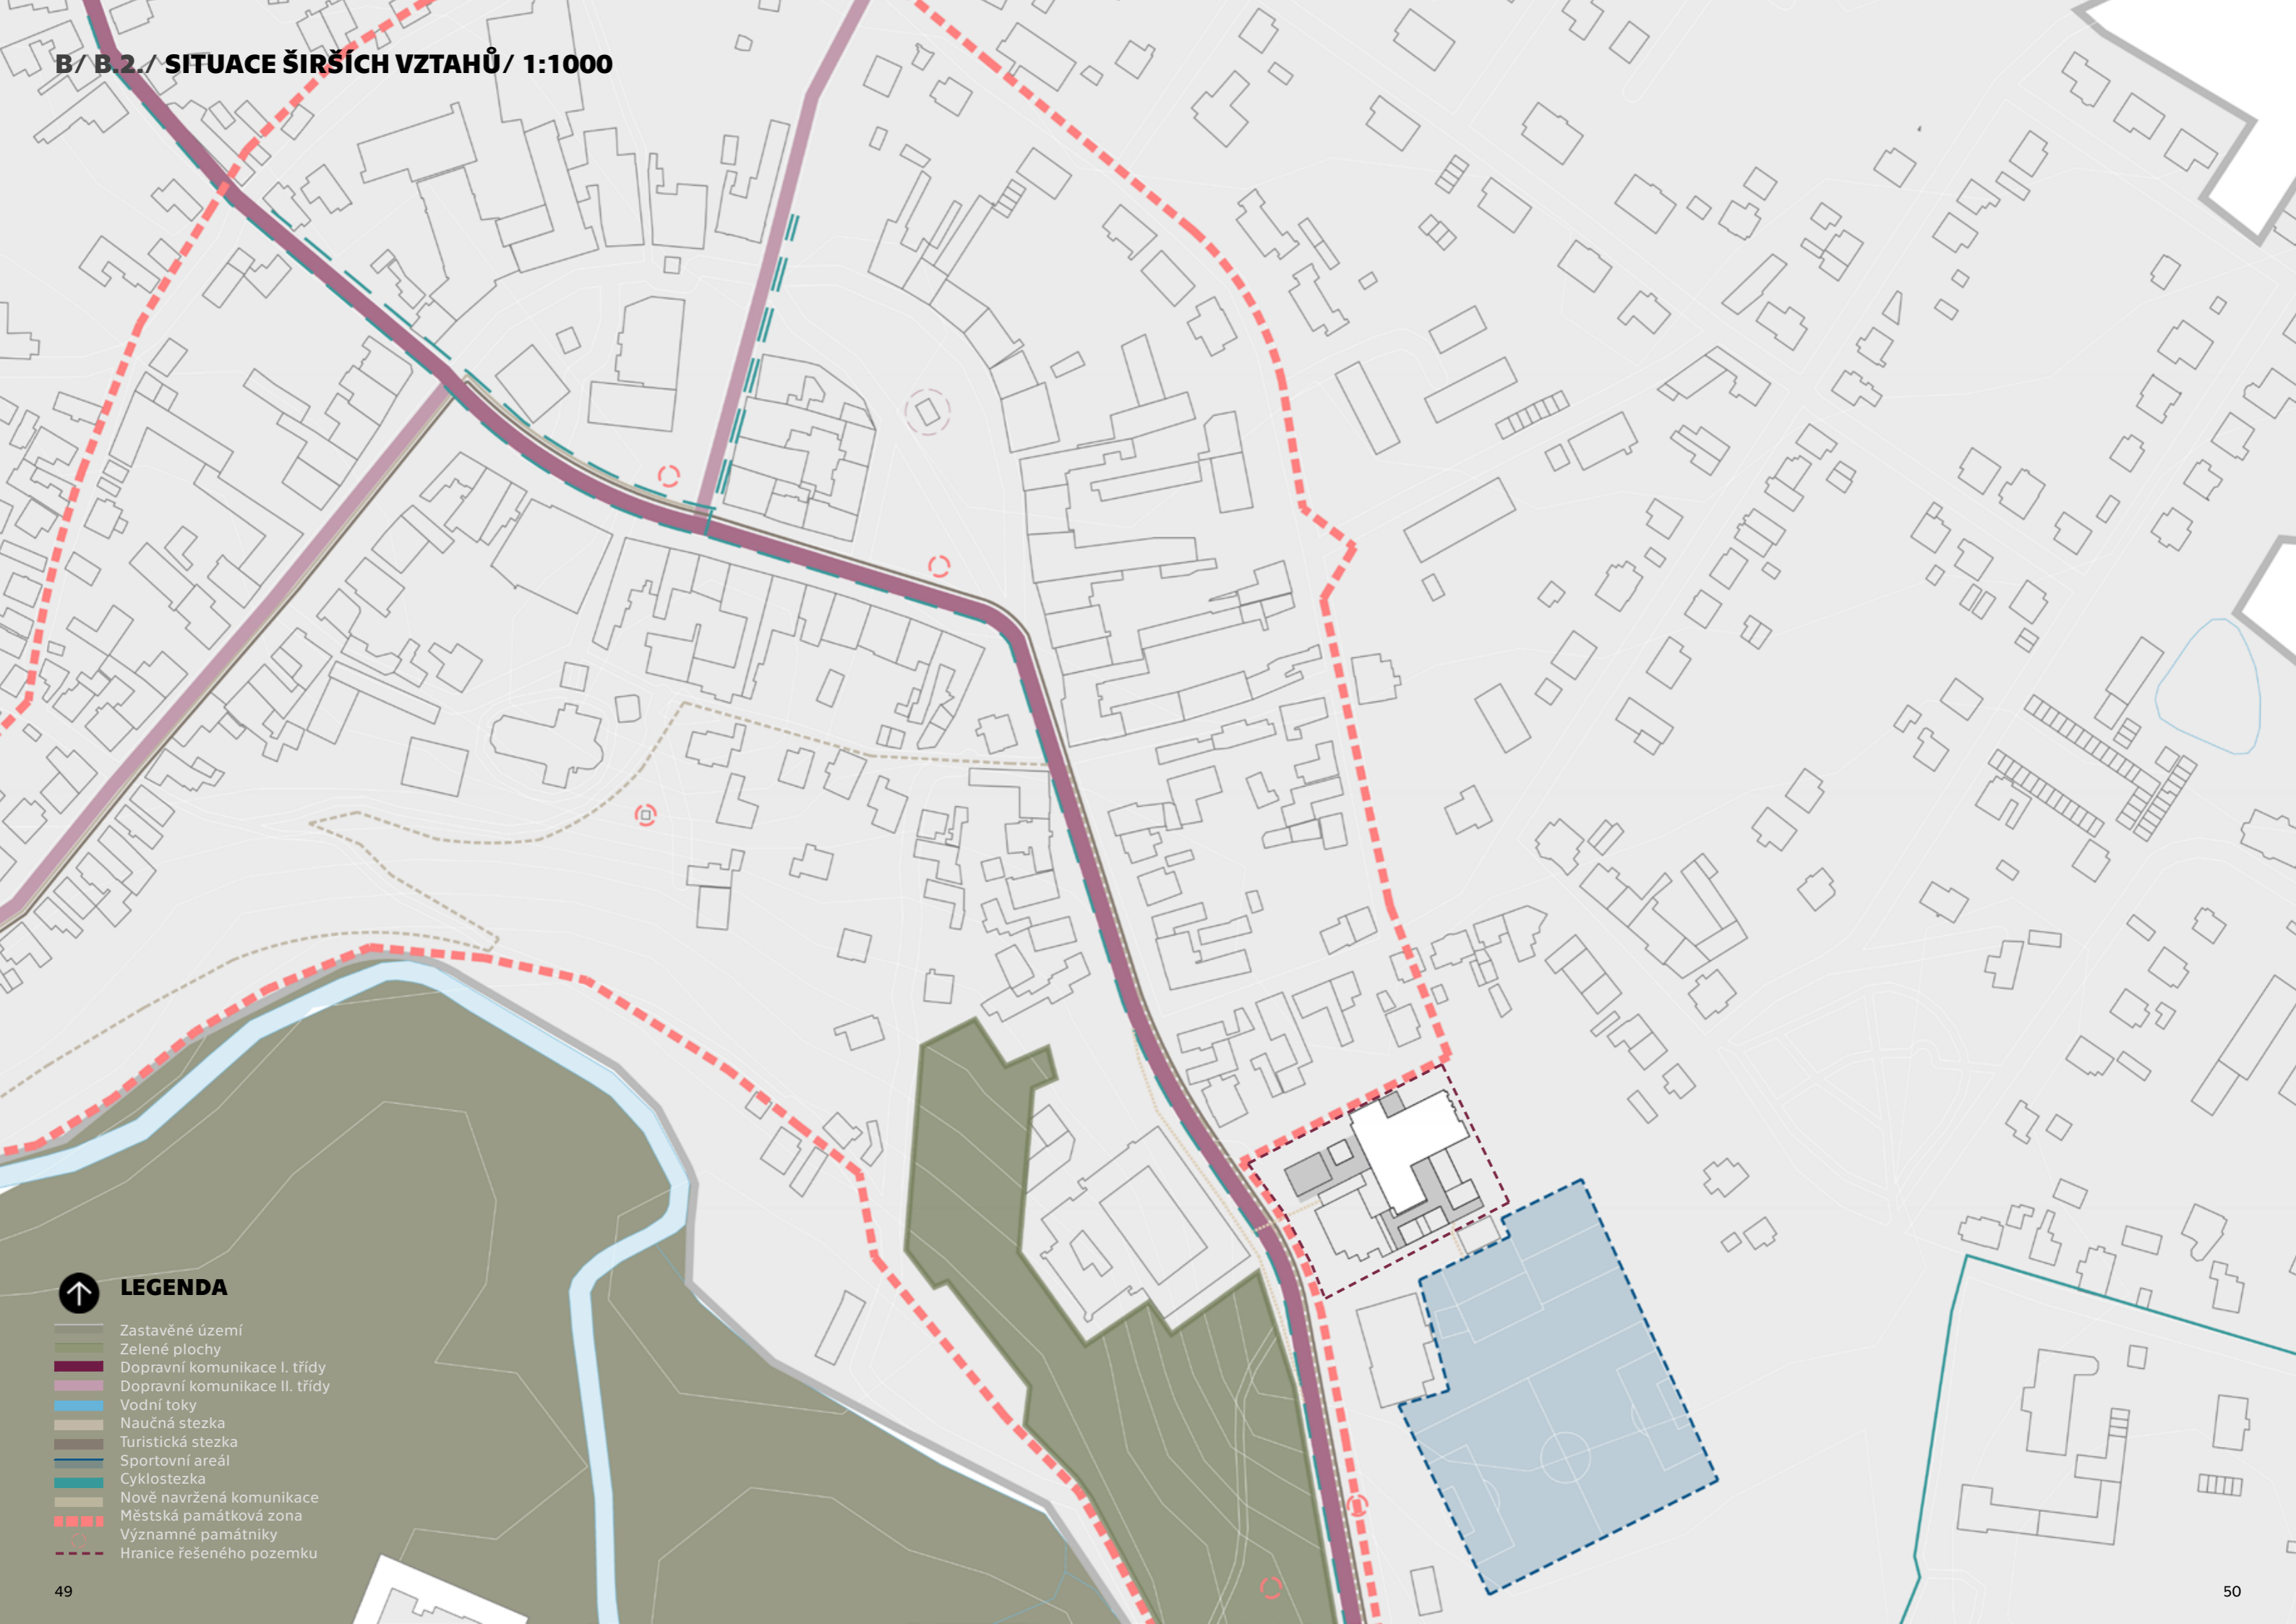 B/ B.2./ SITUACE ŠIRŠÍCH VZTAHŮ/ 1:1000
LEGENDA
Zastavěné území
Zelené plochy
Dopravní komunikace I. třídy
Dopravní komunikace II. třídy
Vodní toky
Naučná stezka
Turistická stezka
Sportovní areál
Cyklostezka
Nově navržená komunikace
Městská památková zona
Významné památníky
Hranice řešeného pozemku
49
50